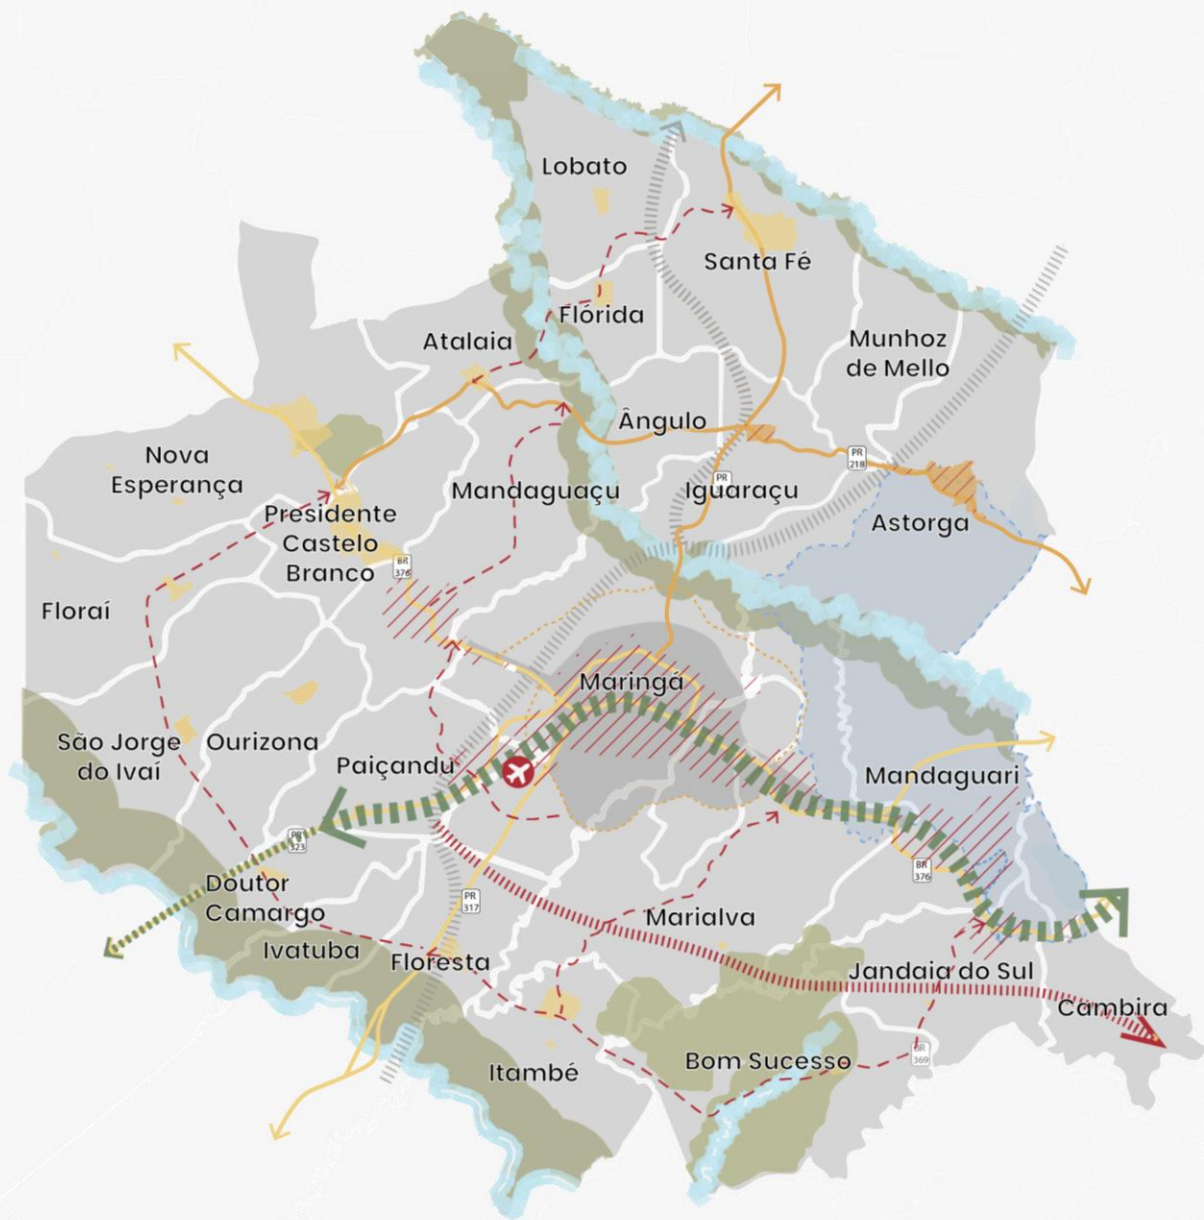 Lobato
Santa Fé
Flórida
Atalaia
Munhoz
de Mello
Ângulo
Nova
Esperança
PR
218
Mandaguaçu
PR
Iguaraçu
Presidente
Castelo
Branco
Astorga
BR
376
Floraí
Maringá
São Jorge
do Ivaí
Ourizona
Paiçandu
Mandaguari
PR
323
BR
376
Doutor
Camargo
PR
317
Marialva
Ivatuba
Floresta
Jandaia do Sul
Cambira
Itambé
Bom Sucesso
BR
369